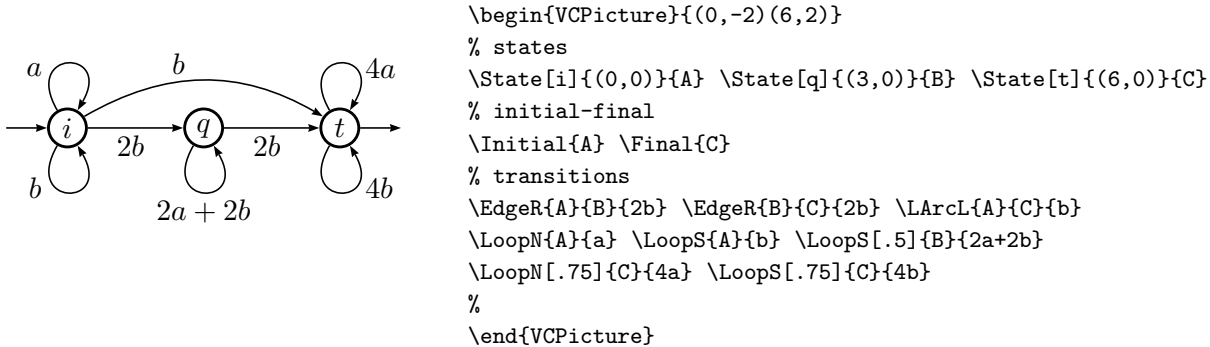 a
b
4a
i
q
t
2b
2b
b
2a + 2b
4b
\begin{VCPicture}{(0,-2)(6,2)}
% states
\State[i]{(0,0)}{A} \State[q]{(3,0)}{B} \State[t]{(6,0)}{C}
% initial-final
\Initial{A} \Final{C}
% transitions
\EdgeR{A}{B}{2b} \EdgeR{B}{C}{2b} \LArcL{A}{C}{b}
\LoopN{A}{a} \LoopS{A}{b} \LoopS[.5]{B}{2a+2b}
\LoopN[.75]{C}{4a} \LoopS[.75]{C}{4b}
%
\end{VCPicture}